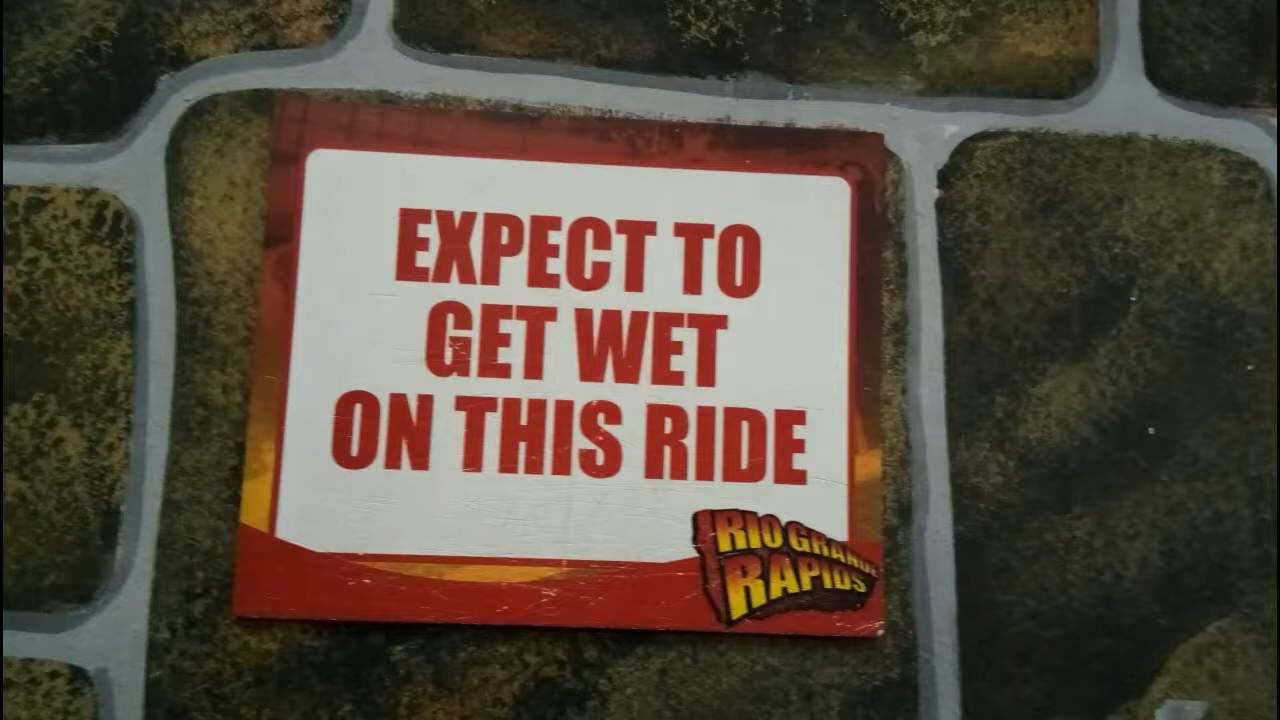 EXPECT TO
GET WET
ON THIS RIDE
RIO GRANDE
RAPIDS